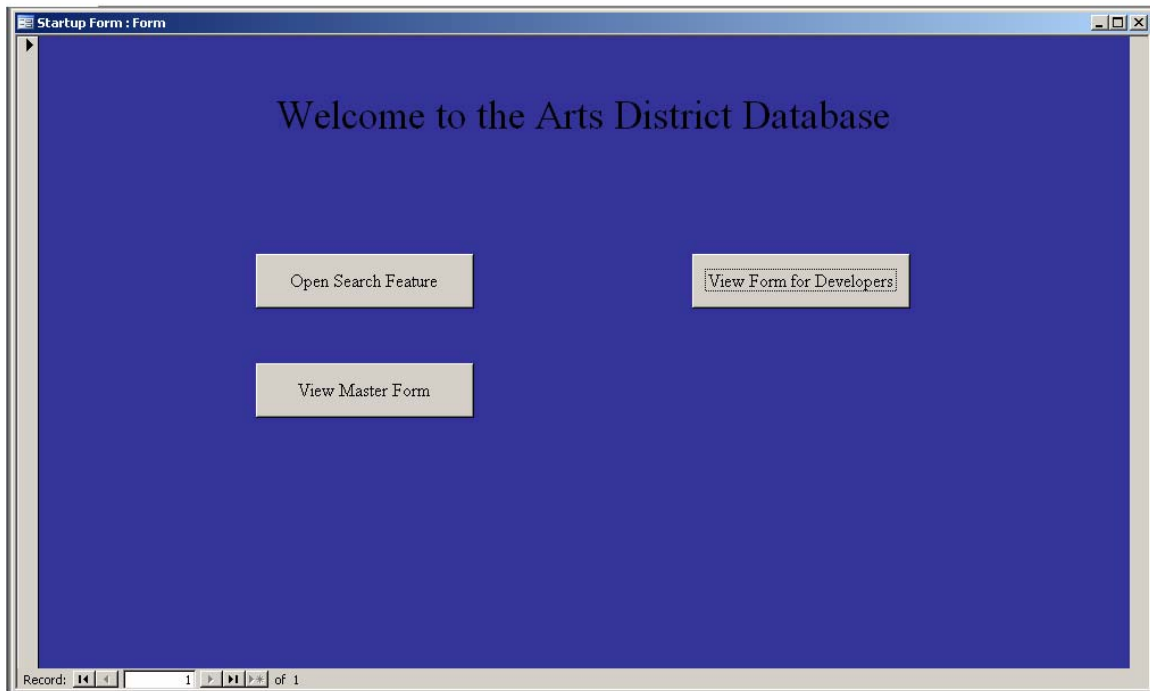 Startup Form : Form
Welcome to the Arts District Database
Open Search Feature
View Form for Developers
View Master Form
Record: 1 of 1